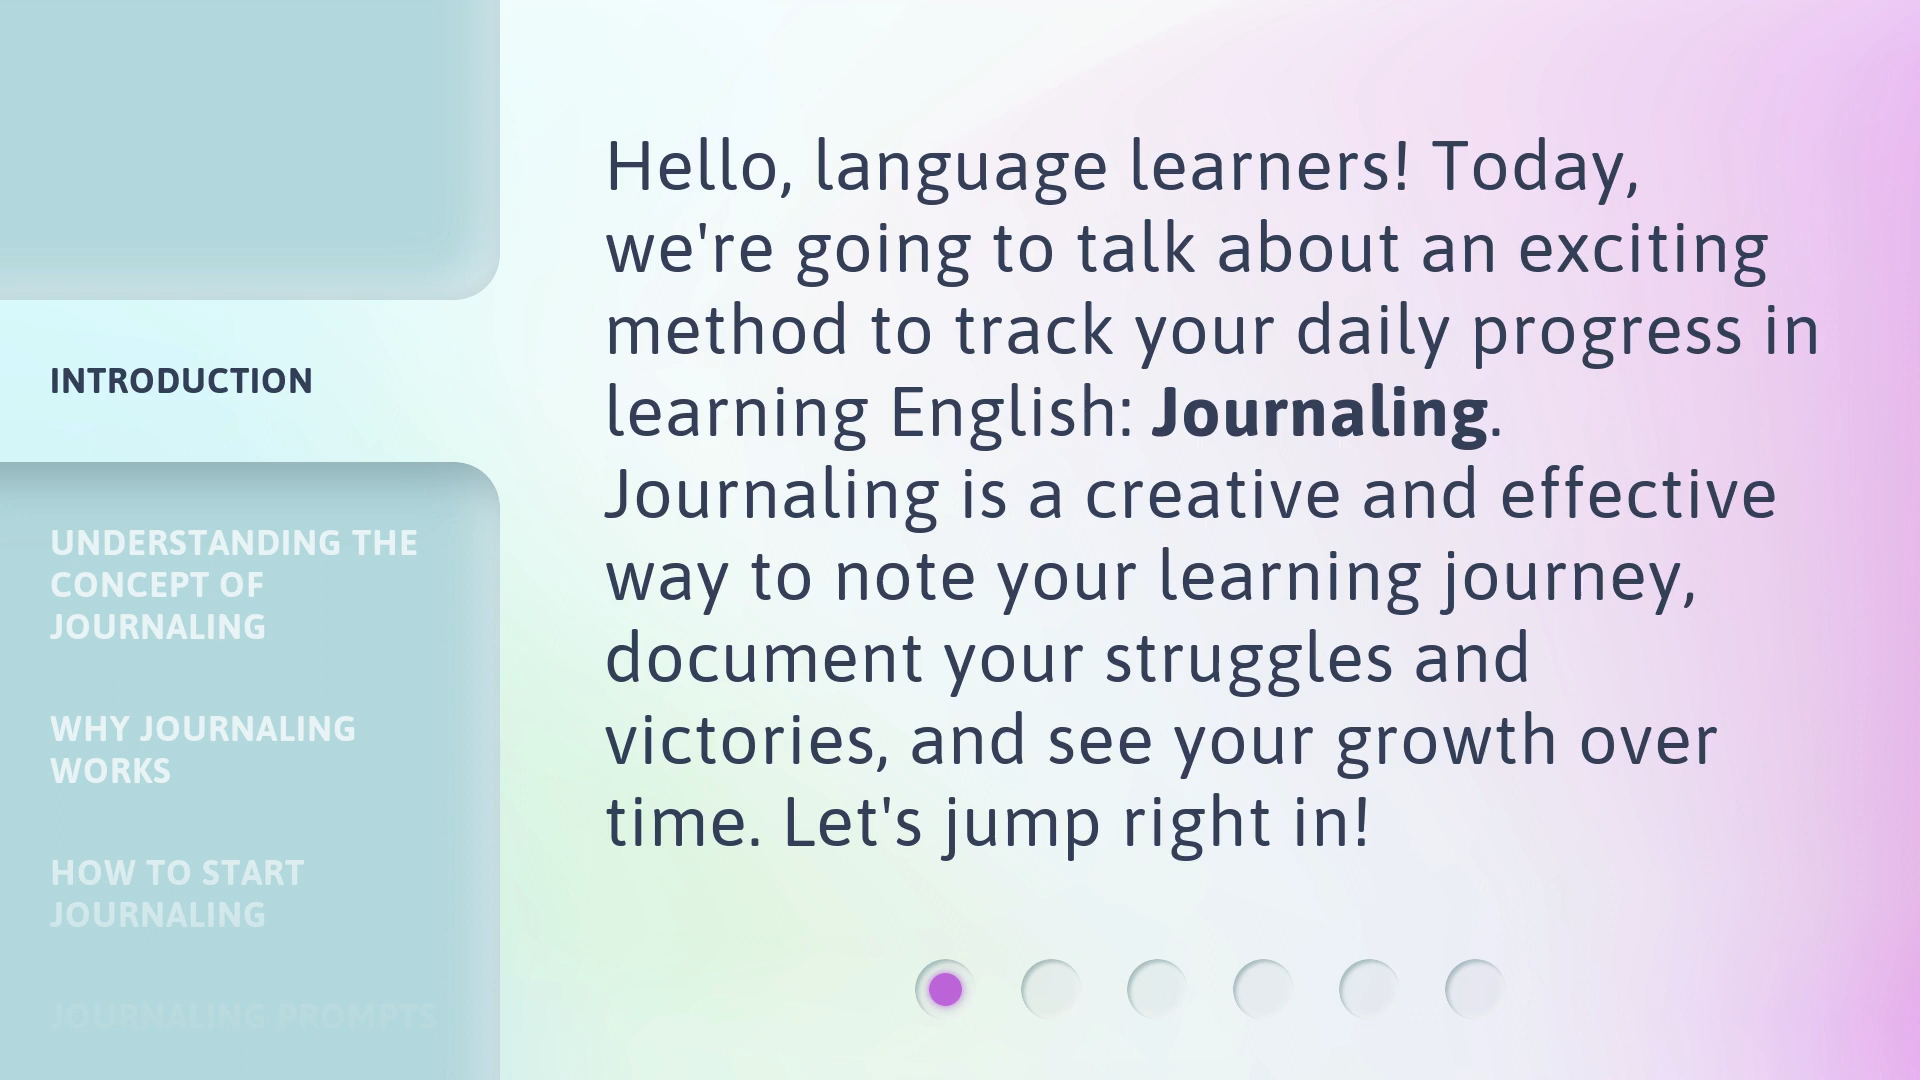 INTRODUCTION
UNDERSTANDING THE
CONCEPT OF
JOURNALING
WHY JOURNALING
WORKS
HOW TO START
JOURNALING
JOURNALING PROMPTS
Hello, language learners! Today,
we're going to talk about an exciting
method to track your daily progress in
learning English: Journaling.
Journaling is a creative and effective
way to note your learning journey,
document your struggles and
victories, and see your growth over
time. Let's jump right in!